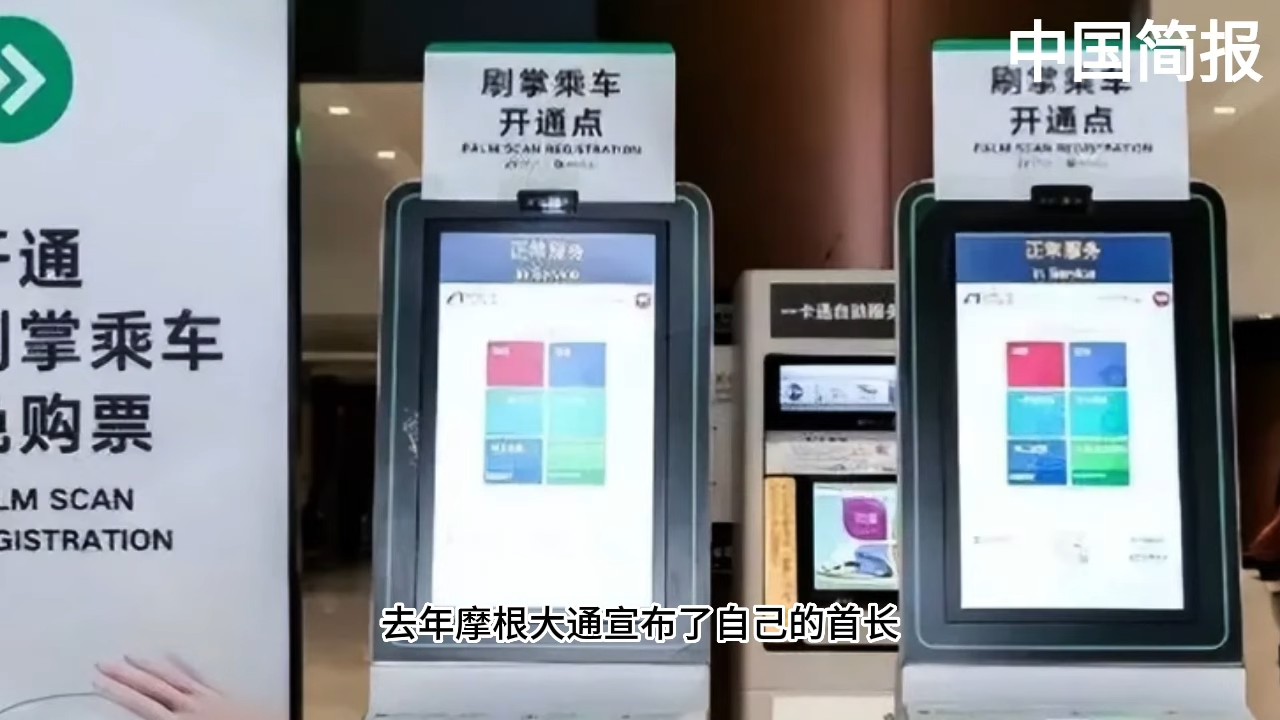 中国简报
刷掌乘车
开通点
PALM SCAN REGISTRATION
刷掌乘车
开通点
PALM SCAN REGISTRATION
通
掌乘车
购票
LM SCAN
GISTRATION
正常服务
In Service
正常服务
In Service
一卡通自助服务
去年摩根大通宣布了自己的首长